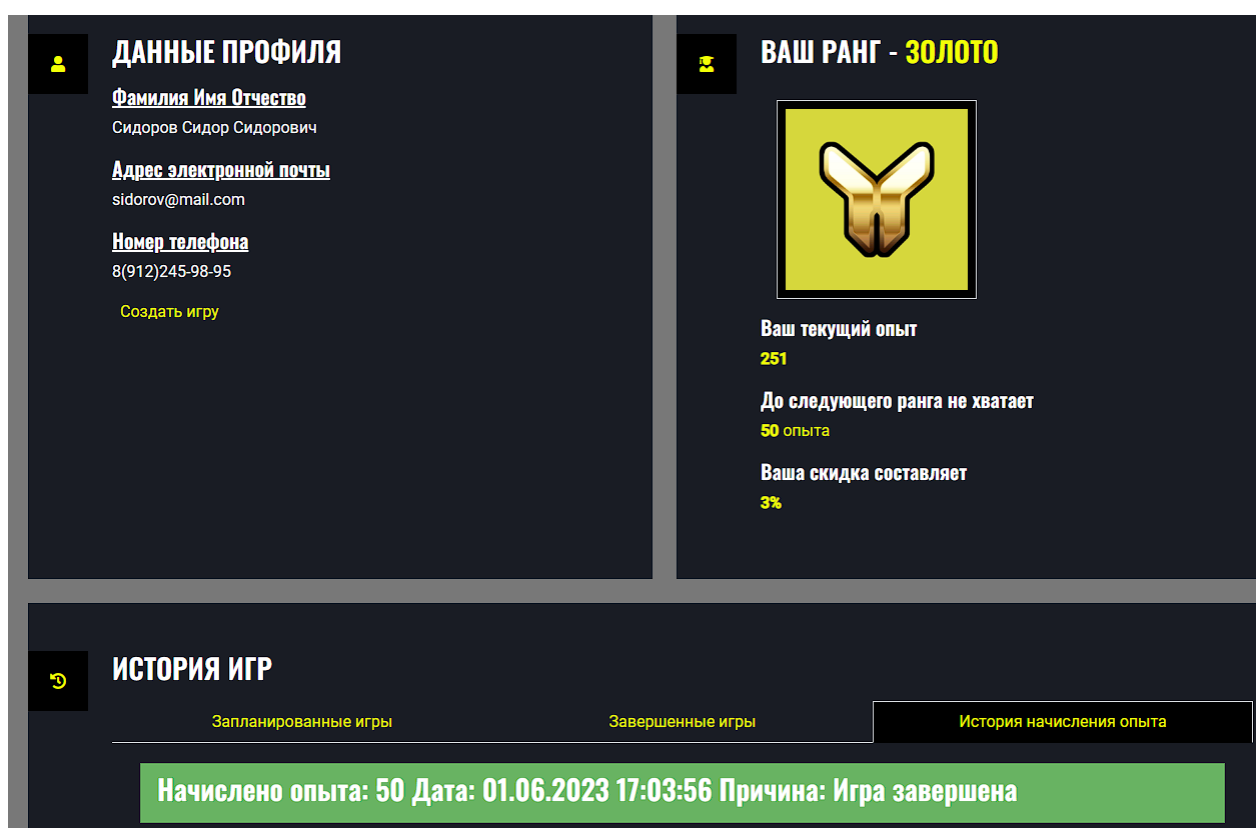 ДАННЫЕ ПРОФИЛЯ
Фамилия Имя Отчество
Сидоров Сидор Сидорович
Адрес электронной почты
sidorov@mail.com
Номер телефона
8(912)245-98-95
Создать игру
ВАШ РАНГ - ЗОЛОТО
Ваш текущий опыт
251
До следующего ранга не хватает
50 опыта
Ваша скидка составляет
3%
ИСТОРИЯ ИГР
Запланированные игры
Завершенные игры
История начисления опыта
Начислено опыта: 50 Дата: 01.06.2023 17:03:56 Причина: Игра завершена